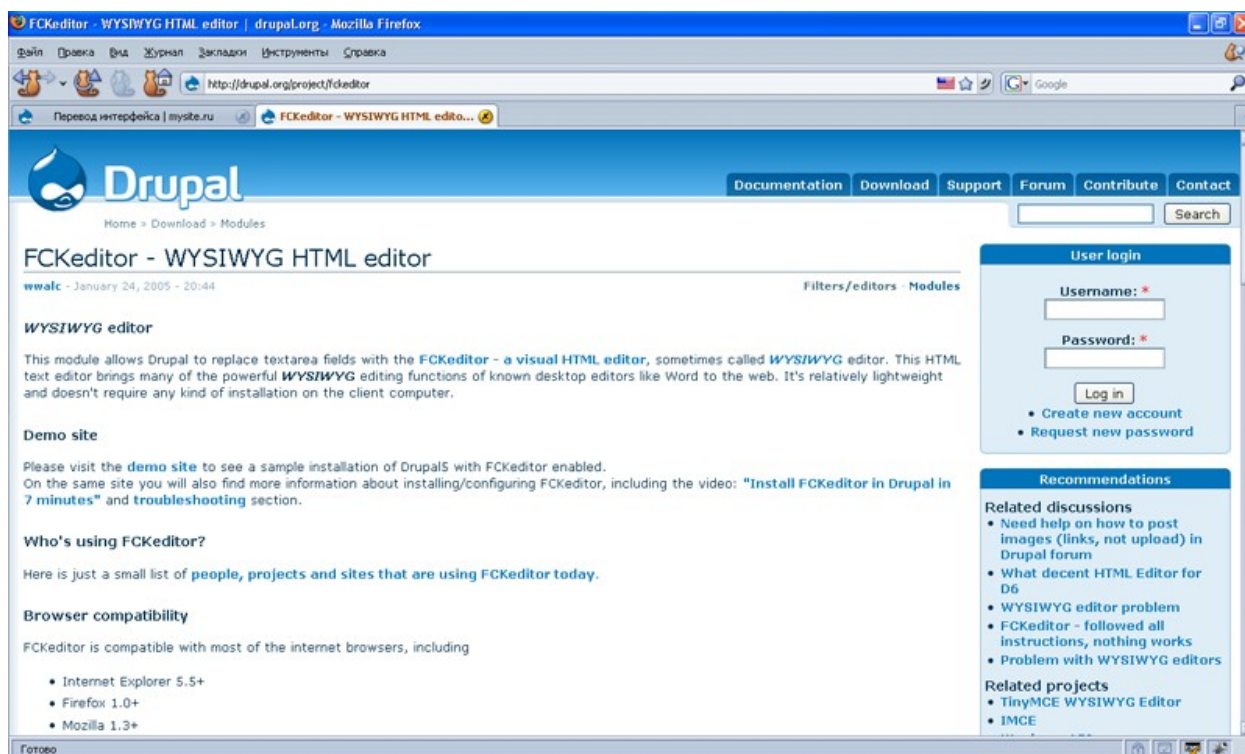 FCKeditor - WYSIWYG HTML editor | drupal.org - Mozilla Firefox
Файл Правка Вид Журнал Закладки Инструменты Справка
http://drupal.org/project/fckeditor
Google
Перевод интерфейса | mysite.ru
FCKeditor - WYSIWYG HTML edito...
Drupal
Documentation Download Support Forum Contribute Contact
Home » Download » Modules
Search
FCKeditor - WYSIWYG HTML editor
wwalc - January 24, 2005 - 20:44
Filters/editors · Modules
WYSIWYG editor
This module allows Drupal to replace textarea fields with the FCKeditor - a visual HTML editor, sometimes called WYSIWYG editor. This HTML
text editor brings many of the powerful WYSIWYG editing functions of known desktop editors like Word to the web. It's relatively lightweight
and doesn't require any kind of installation on the client computer.
Demo site
Please visit the demo site to see a sample installation of Drupal5 with FCKeditor enabled.
On the same site you will also find more information about installing/configuring FCKeditor, including the video: "Install FCKeditor in Drupal in
7 minutes" and troubleshooting section.
Who's using FCKeditor?
Here is just a small list of people, projects and sites that are using FCKeditor today.
Browser compatibility
FCKeditor is compatible with most of the internet browsers, including
• Internet Explorer 5.5+
• Firefox 1.0+
• Mozilla 1.3+
User login
Username: *
Password: *
Log in
• Create new account
• Request new password
Recommendations
Related discussions
• Need help on how to post
images (links, not upload) in
Drupal forum
• What decent HTML Editor for
D6
• WYSIWYG editor problem
• FCKeditor - followed all
instructions, nothing works
• Problem with WYSIWYG editors
Related projects
• TinyMCE WYSIWYG Editor
• IMCE
Готово